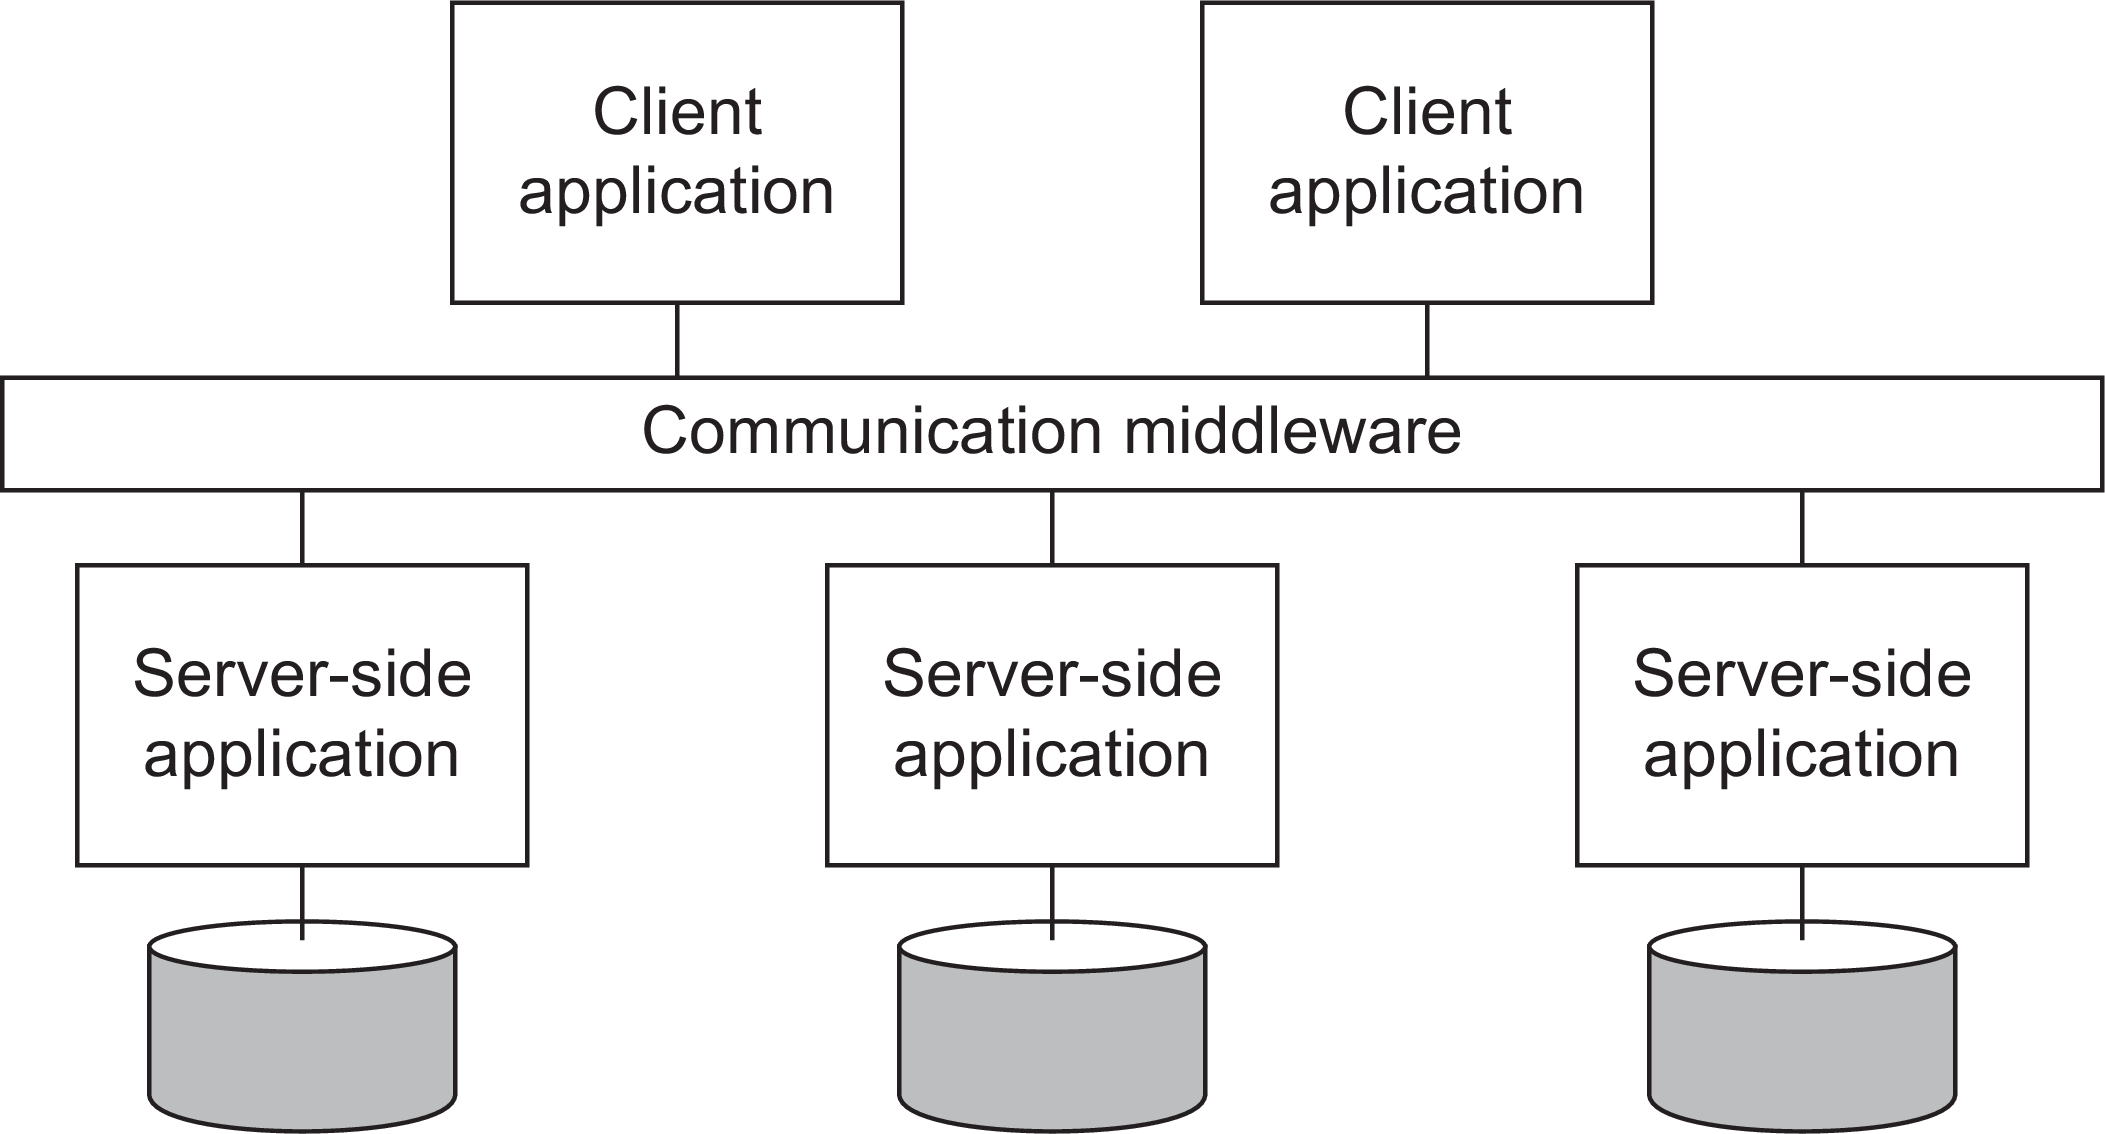 Client
application
Client
application
Communication middleware
Server-side
application
Server-side
application
Server-side
application